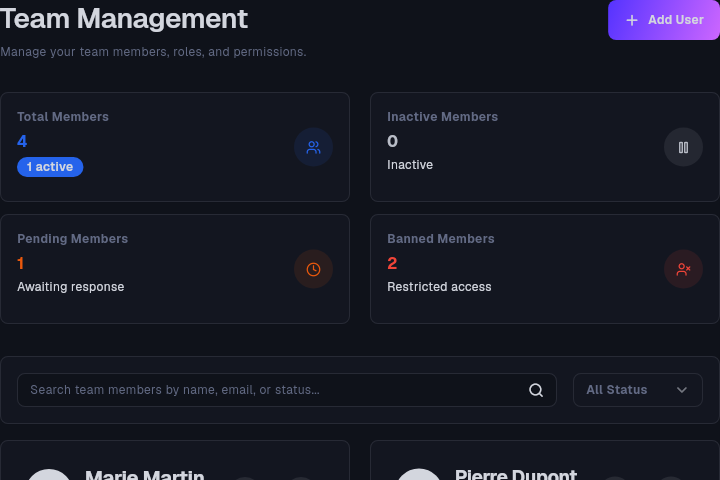 Team Management
Add User
Manage your team members, roles, and permissions.
Total Members
4
1 active
Inactive Members
0
Inactive
Pending Members
1
Awaiting response
Banned Members
2
Restricted access
Search team members by name, email, or status...
All Status
Marie Martin
Pierre Dupont